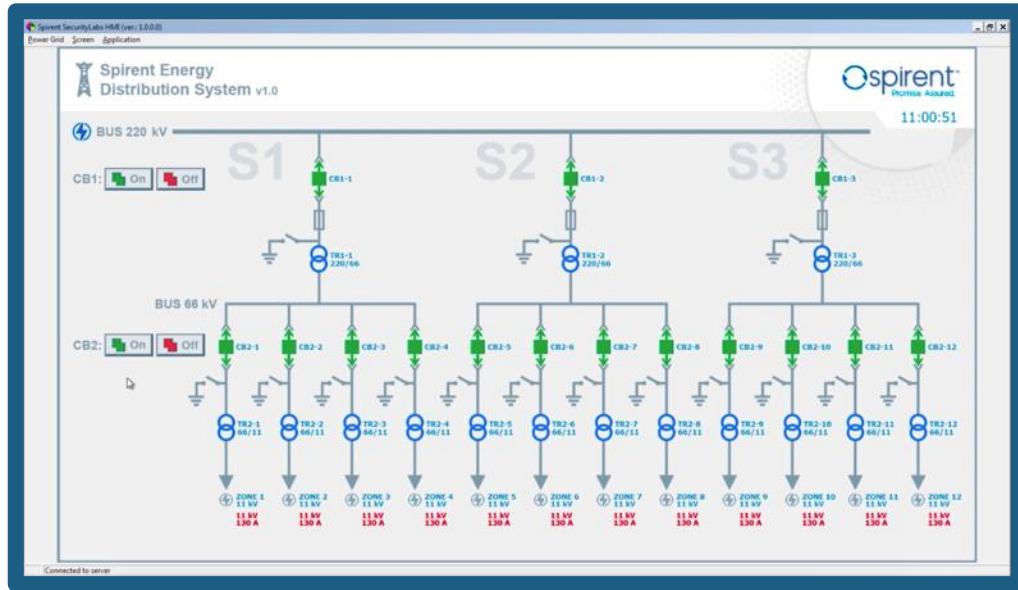 Spirent SecurityLabs HMI (ver.: 1.0.0.0)
Power Grid Screen Application
Spirent Energy
Distribution System v1.0
spirent
Promise Assured.
11:00:51
BUS 220 kV
S1 S2 S3
CB1: On Off
CB1-1 CB1-2 CB1-3
TR1-1 TR1-2 TR1-3
220/66 220/66 220/66
BUS 66 kV
CB2: On Off
CB2-1 CB2-2 CB2-3 CB2-4 CB2-5 CB2-6 CB2-7 CB2-8 CB2-9 CB2-10 CB2-11 CB2-12
TR2-1 TR2-2 TR2-3 TR2-4 TR2-5 TR2-6 TR2-7 TR2-8 TR2-9 TR2-10 TR2-11 TR2-12
66/11 66/11 66/11 66/11 66/11 66/11 66/11 66/11 66/11 66/11 66/11 66/11
ZONE 1 ZONE 2 ZONE 3 ZONE 4 ZONE 5 ZONE 6 ZONE 7 ZONE 8 ZONE 9 ZONE 10 ZONE 11 ZONE 12
11 kV 11 kV 11 kV 11 kV 11 kV 11 kV 11 kV 11 kV 11 kV 11 kV 11 kV 11 kV
11 kV 11 kV 11 kV 11 kV 11 kV 11 kV 11 kV 11 kV 11 kV 11 kV 11 kV 11 kV
130 A 130 A 130 A 130 A 130 A 130 A 130 A 130 A 130 A 130 A 130 A 130 A
Connected to server